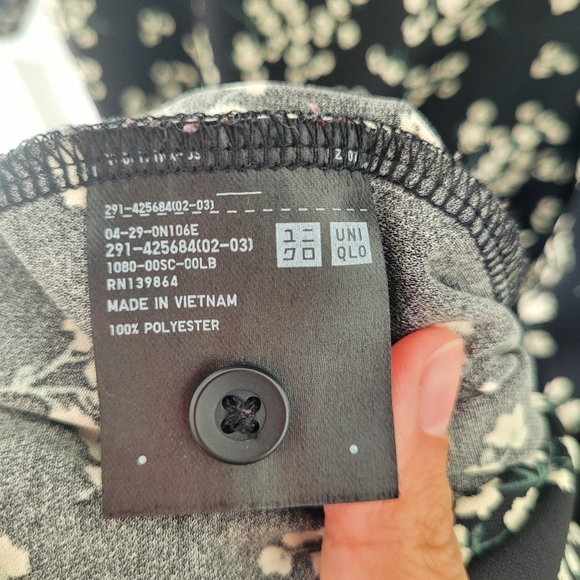 291-425684(02-03)
04-29-0N106E
291-425684(02-03)
1080-00SC-00LB
RN139864
MADE IN VIETNAM
100% POLYESTER
ユニ
クロ
UNI
QLO